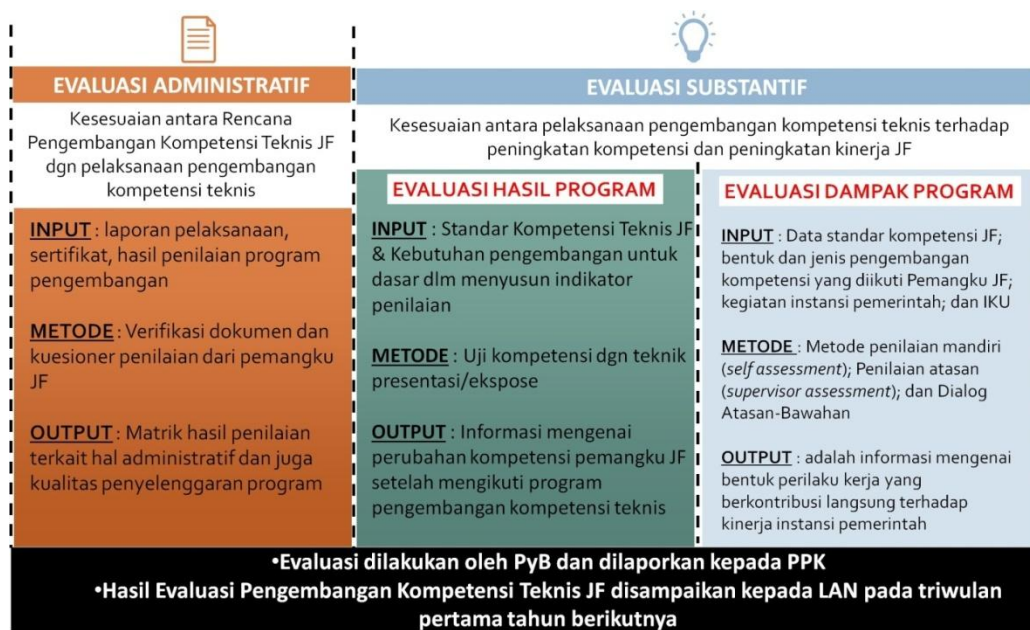 EVALUASI ADMINISTRATIF
Kesesuaian antara Rencana
Pengembangan Kompetensi Teknis JF
dgn pelaksanaan pengembangan
kompetensi teknis
INPUT : laporan pelaksanaan,
sertifikat, hasil penilaian program
pengembangan
METODE : Verifikasi dokumen dan
kuesioner penilaian dari pemangku
JF
OUTPUT : Matrik hasil penilaian
terkait hal administratif dan juga
kualitas penyelenggaran program
EVALUASI SUBSTANTIF
Kesesuaian antara pelaksanaan pengembangan kompetensi teknis terhadap
peningkatan kompetensi dan peningkatan kinerja JF
EVALUASI HASIL PROGRAM
INPUT : Standar Kompetensi Teknis JF
& Kebutuhan pengembangan untuk
dasar dlm menyusun indikator
penilaian
METODE : Uji kompetensi dgn teknik
presentasi/ekspose
OUTPUT : Informasi mengenai
perubahan kompetensi pemangku JF
setelah mengikuti program
pengembangan kompetensi teknis
EVALUASI DAMPAK PROGRAM
INPUT : Data standar kompetensi JF;
bentuk dan jenis pengembangan
kompetensi yang diikuti Pemangku JF;
kegiatan instansi pemerintah; dan IKU
METODE : Metode penilaian mandiri
(self assessment); Penilaian atasan
(supervisor assessment); dan Dialog
Atasan-Bawahan
OUTPUT : adalah informasi mengenai
bentuk perilaku kerja yang
berkontribusi langsung terhadap
kinerja instansi pemerintah
•Evaluasi dilakukan oleh PyB dan dilaporkan kepada PPK
•Hasil Evaluasi Pengembangan Kompetensi Teknis JF disampaikan kepada LAN pada triwulan
pertama tahun berikutnya